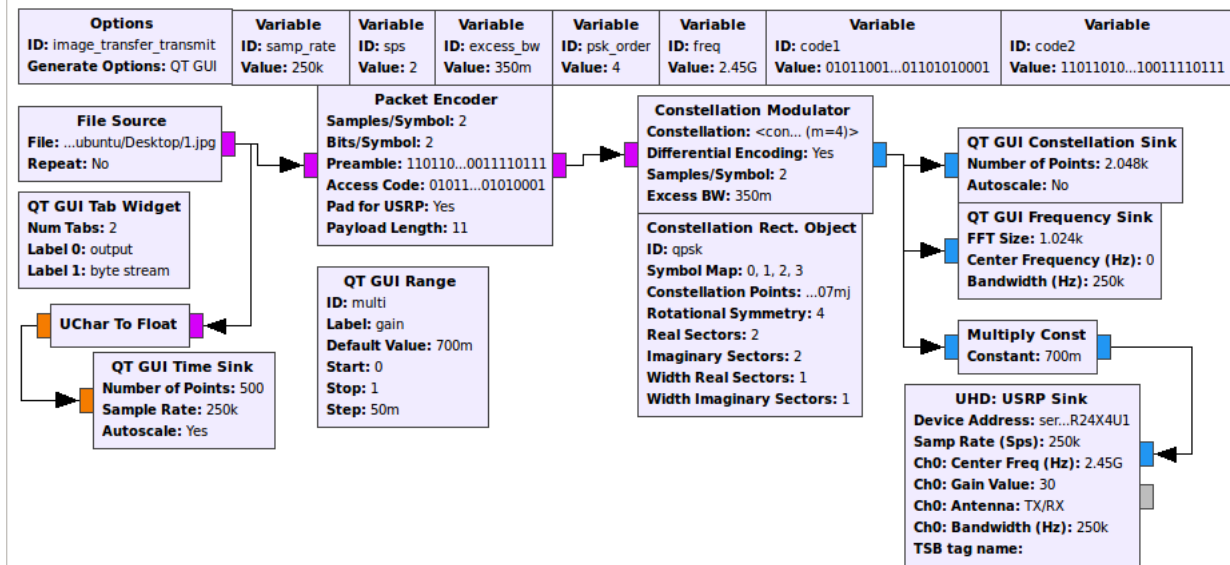 Options
ID: image_transfer_transmit
Generate Options: QT GUI
Variable
ID: samp_rate
Value: 250k
Variable
ID: sps
Value: 2
Variable
ID: excess_bw
Value: 350m
Variable
ID: psk_order
Value: 4
Variable
ID: freq
Value: 2.45G
Variable
ID: code1
Value: 01011001...01101010001
Variable
ID: code2
Value: 11011010...10011110111
File Source
File: ...ubuntu/Desktop/1.jpg
Repeat: No
Packet Encoder
Samples/Symbol: 2
Bits/Symbol: 2
Preamble: 110110...0011110111
Access Code: 01011...01010001
Pad for USRP: Yes
Payload Length: 11
Constellation Modulator
Constellation: <con... (m=4)>
Differential Encoding: Yes
Samples/Symbol: 2
Excess BW: 350m
QT GUI Constellation Sink
Number of Points: 2.048k
Autoscale: No
QT GUI Tab Widget
Num Tabs: 2
Label 0: output
Label 1: byte stream
QT GUI Frequency Sink
FFT Size: 1.024k
Center Frequency (Hz): 0
Bandwidth (Hz): 250k
Constellation Rect. Object
ID: qpsk
Symbol Map: 0, 1, 2, 3
Constellation Points: ...07mj
Rotational Symmetry: 4
Real Sectors: 2
Imaginary Sectors: 2
Width Real Sectors: 1
Width Imaginary Sectors: 1
QT GUI Range
ID: multi
Label: gain
Default Value: 700m
Start: 0
Stop: 1
Step: 50m
UChar To Float
Multiply Const
Constant: 700m
QT GUI Time Sink
Number of Points: 500
Sample Rate: 250k
Autoscale: Yes
UHD: USRP Sink
Device Address: ser...R24X4U1
Samp Rate (Sps): 250k
Ch0: Center Freq (Hz): 2.45G
Ch0: Gain Value: 30
Ch0: Antenna: TX/RX
Ch0: Bandwidth (Hz): 250k
TSB tag name: